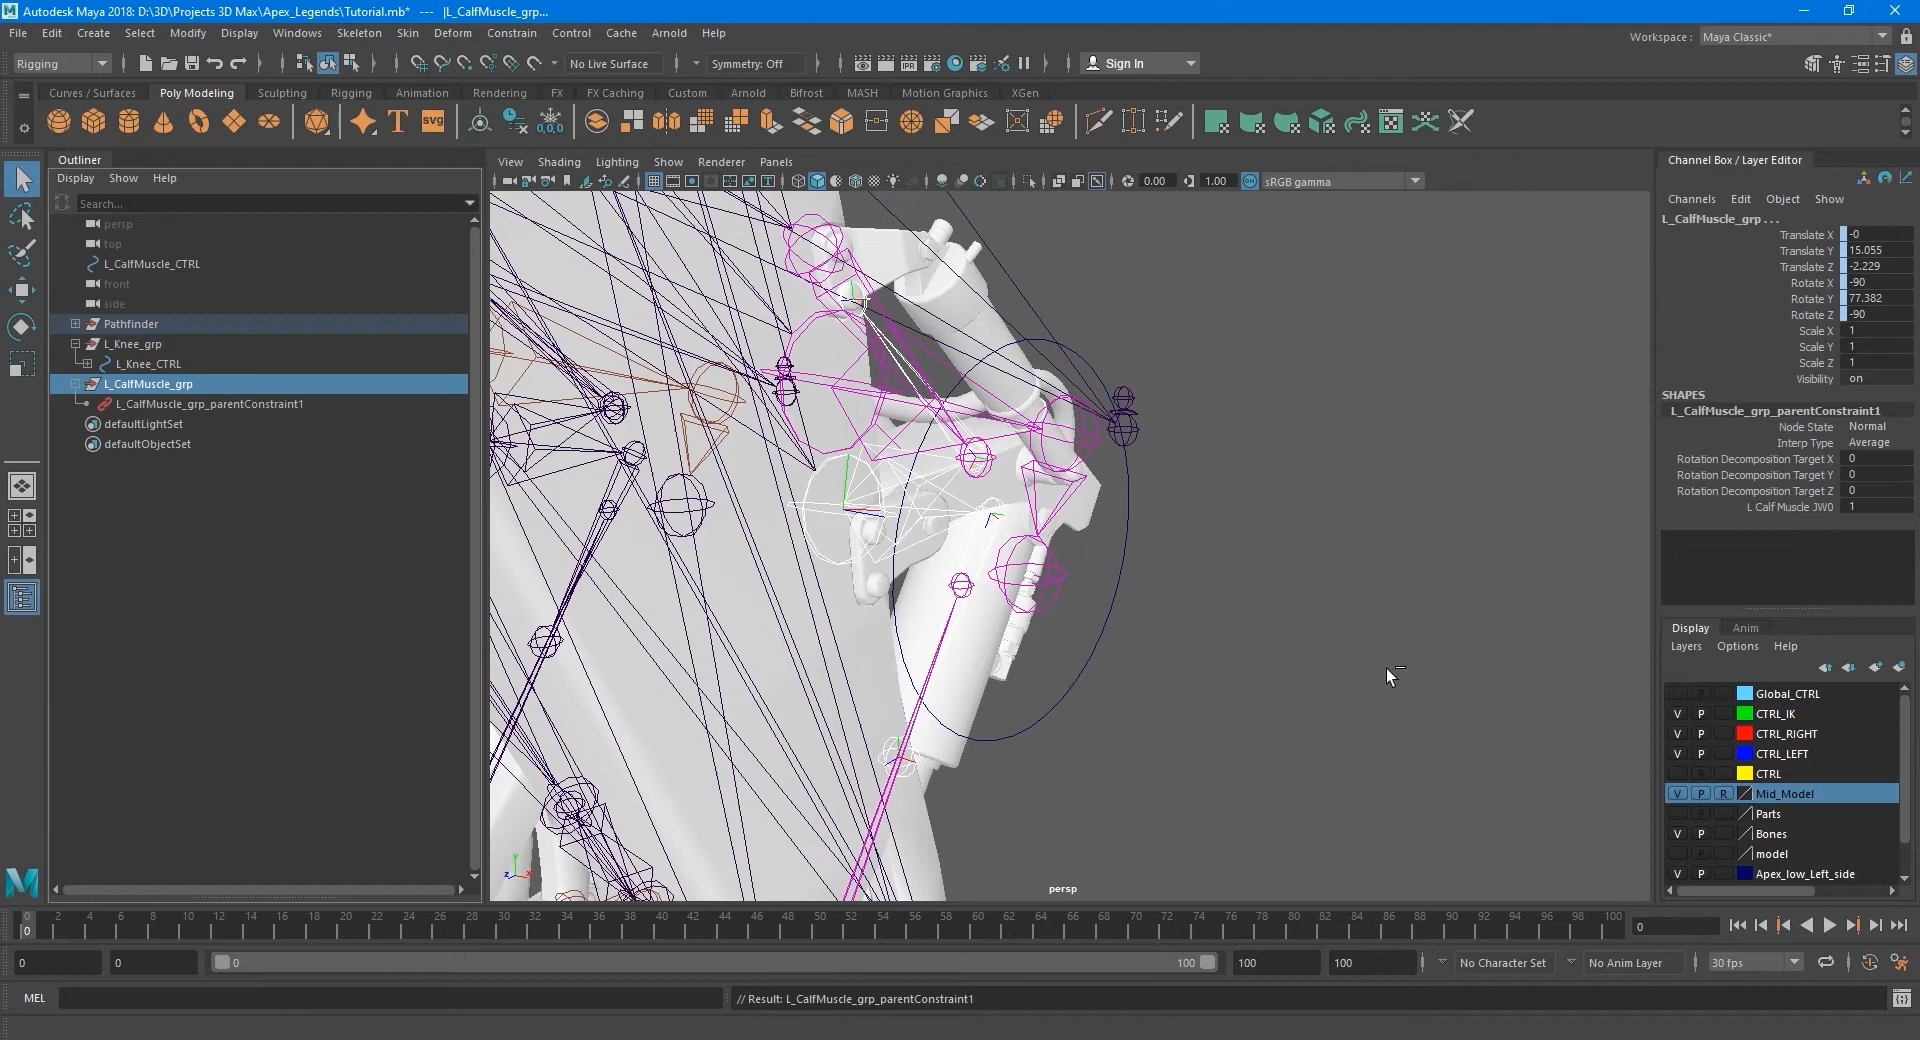 Autodesk Maya 2018: D:\3D\Projects 3D Max\Apex_Legends\Tutorial.mb* --- |L_CalfMuscle_grp...
File Edit Create Select Modify Display Windows Skeleton Skin Deform Constrain Control Cache Arnold Help
Workspace : Maya Classic*
Rigging No Live Surface Symmetry: Off Sign In
Curves / Surfaces Poly Modeling Sculpting Rigging Animation Rendering FX FX Caching Custom Arnold Bifrost MASH Motion Graphics XGen
T svg 0,0,0
Outliner
Display Show Help
Search...
persp
top
L_CalfMuscle_CTRL
front
side
Pathfinder
L_Knee_grp
L_Knee_CTRL
L_CalfMuscle_grp
L_CalfMuscle_grp_parentConstraint1
defaultLightSet
defaultObjectSet
View Shading Lighting Show Renderer Panels
0.00 1.00 sRGB gamma
persp
Channel Box / Layer Editor
Channels Edit Object Show
L_CalfMuscle_grp . . .
Translate X -0
Translate Y 15.055
Translate Z -2.229
Rotate X -90
Rotate Y 77.382
Rotate Z -90
Scale X 1
Scale Y 1
Scale Z 1
Visibility on
SHAPES
L_CalfMuscle_grp_parentConstraint1
Node State Normal
Interp Type Average
Rotation Decomposition Target X 0
Rotation Decomposition Target Y 0
Rotation Decomposition Target Z 0
L Calf Muscle JW0 1
Display Anim
Layers Options Help
Global_CTRL
V P CTRL_IK
V P CTRL_RIGHT
V P CTRL_LEFT
CTRL
V P R Mid_Model
Parts
V P Bones
model
V P Apex_low_Left_side
0 2 4 6 8 10 12 14 16 18 20 22 24 26 28 30 32 34 36 38 40 42 44 46 48 50 52 54 56 58 60 62 64 66 68 70 72 74 76 78 80 82 84 86 88 90 92 94 96 98 100
0 0
0 0 0 100 100 100 No Character Set No Anim Layer 30 fps
MEL // Result: L_CalfMuscle_grp_parentConstraint1